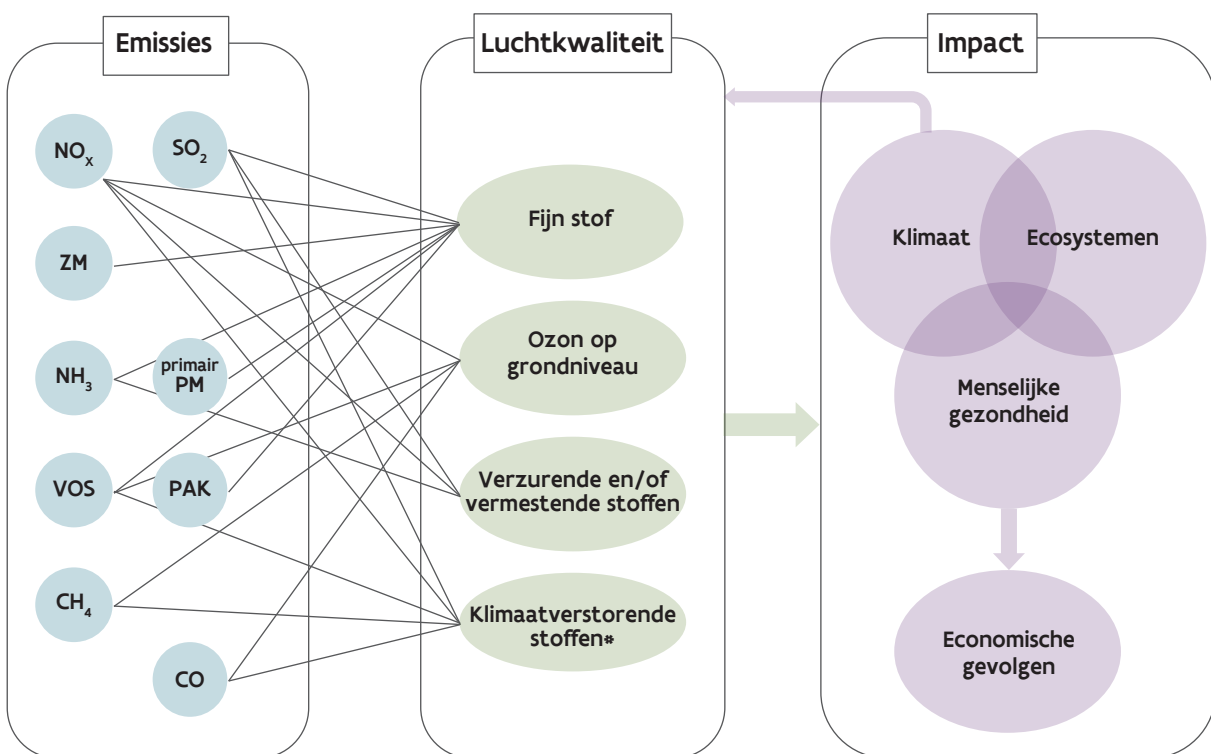 Emissies
NOx
SO2
ZM
NH3
primair
PM
VOS
PAK
CH4
CO
Luchtkwaliteit
Fijn stof
Ozon op
grondniveau
Verzurende en/of
vermestende stoffen
Klimaatverstorende
stoffen#
Impact
Klimaat
Ecosystemen
Menselijke
gezondheid
Economische
gevolgen